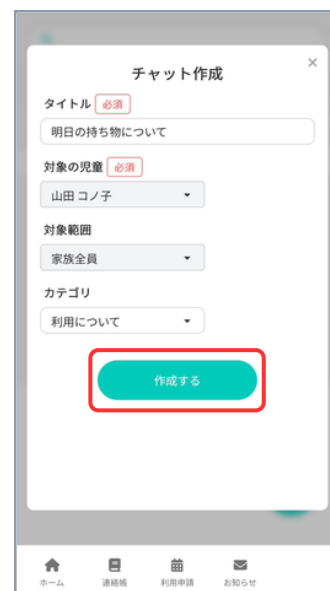 チャット作成
×
タイトル 必須
明日の持ち物について
対象の児童 必須
山田 コノ子
対象範囲
家族全員
カテゴリ
利用について
作成する
ホーム 連絡帳 利用申請 お知らせ